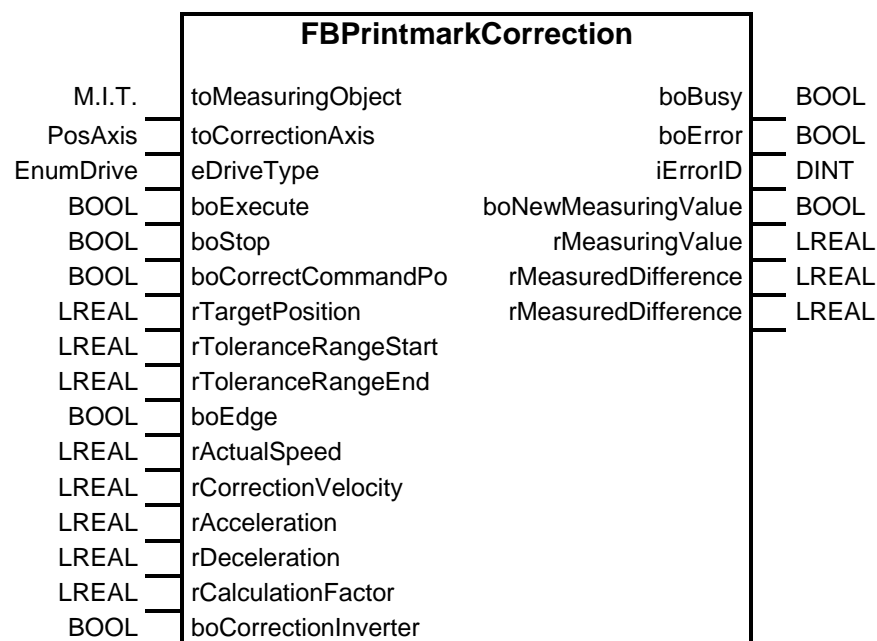 FBPrintmarkCorrection
M.I.T. toMeasuringObject boBusy BOOL
PosAxis toCorrectionAxis boError BOOL
EnumDrive eDriveType iErrorID DINT
BOOL boExecute boNewMeasuringValue BOOL
BOOL boStop rMeasuringValue LREAL
BOOL boCorrectCommandPo rMeasuredDifference LREAL
LREAL rTargetPosition rMeasuredDifference LREAL
LREAL rToleranceRangeStart
LREAL rToleranceRangeEnd
BOOL boEdge
LREAL rActualSpeed
LREAL rCorrectionVelocity
LREAL rAcceleration
LREAL rDeceleration
LREAL rCalculationFactor
BOOL boCorrectionInverter